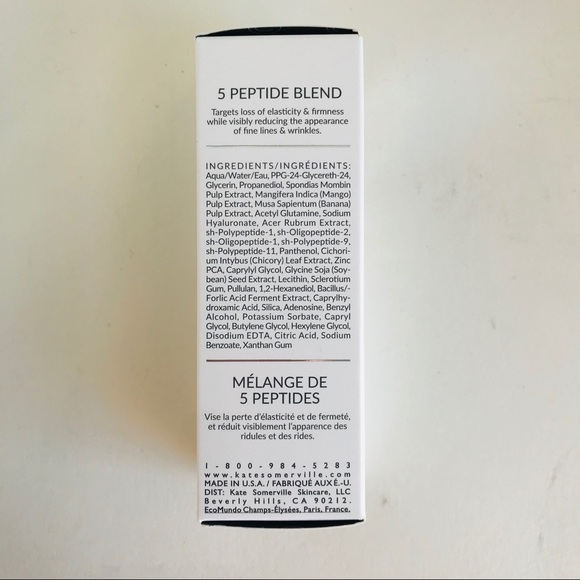 5 PEPTIDE BLEND
Targets loss of elasticity & firmness
while visibly reducing the appearance
of fine lines & wrinkles.
INGREDIENTS/INGRÉDIENTS:
Aqua/Water/Eau, PPG-24-Glycereth-24,
Glycerin, Propanediol, Spondias Mombin
Pulp Extract, Mangifera Indica (Mango)
Pulp Extract, Musa Sapientum (Banana)
Pulp Extract, Acetyl Glutamine, Sodium
Hyaluronate, Acer Rubrum Extract,
sh-Polypeptide-1, sh-Oligopeptide-2,
sh-Oligopeptide-1, sh-Polypeptide-9,
sh-Polypeptide-11, Panthenol, Cichori-
um Intybus (Chicory) Leaf Extract, Zinc
PCA, Caprylyl Glycol, Glycine Soja (Soy-
bean) Seed Extract, Lecithin, Sclerotium
Gum, Pullulan, 1,2-Hexanediol, Bacillus/-
Forlic Acid Ferment Extract, Caprylhy-
droxamic Acid, Silica, Adenosine, Benzyl
Alcohol, Potassium Sorbate, Capryl
Glycol, Butylene Glycol, Hexylene Glycol,
Disodium EDTA, Citric Acid, Sodium
Benzoate, Xanthan Gum
MÉLANGE DE
5 PEPTIDES
Vise la perte d'élasticité et de fermeté,
et réduit visiblement l'apparence des
ridules et des rides.
1-800-984-5283
www.katesomerville.com
MADE IN U.S.A. / FABRIQUÉ AUX É.-U.
DIST: Kate Somerville Skincare, LLC
Beverly Hills, CA 90212.
EcoMundo Champs-Élysées, Paris, France.